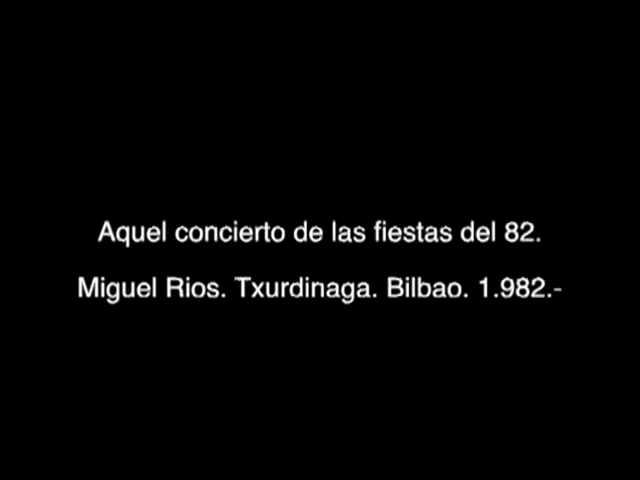 Aquel concierto de las fiestas del 82.
Miguel Rios. Txurdinaga. Bilbao. 1.982.-